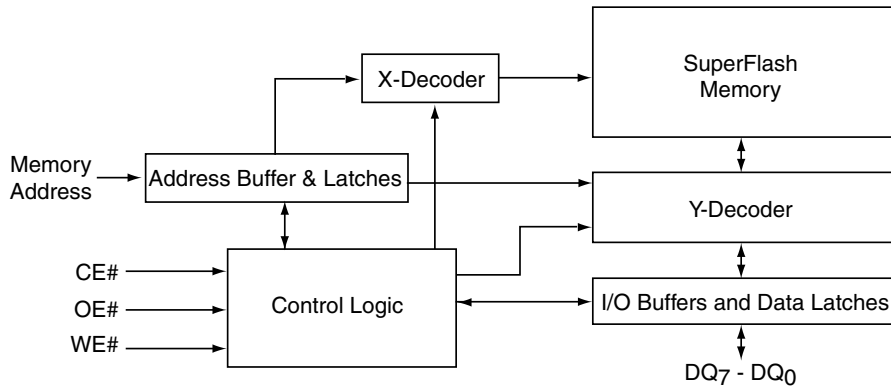 SuperFlash
Memory
X-Decoder
Memory
Address
Address Buffer & Latches
Y-Decoder
CE#
OE#
WE#
Control Logic
I/O Buffers and Data Latches
DQ7 - DQ0